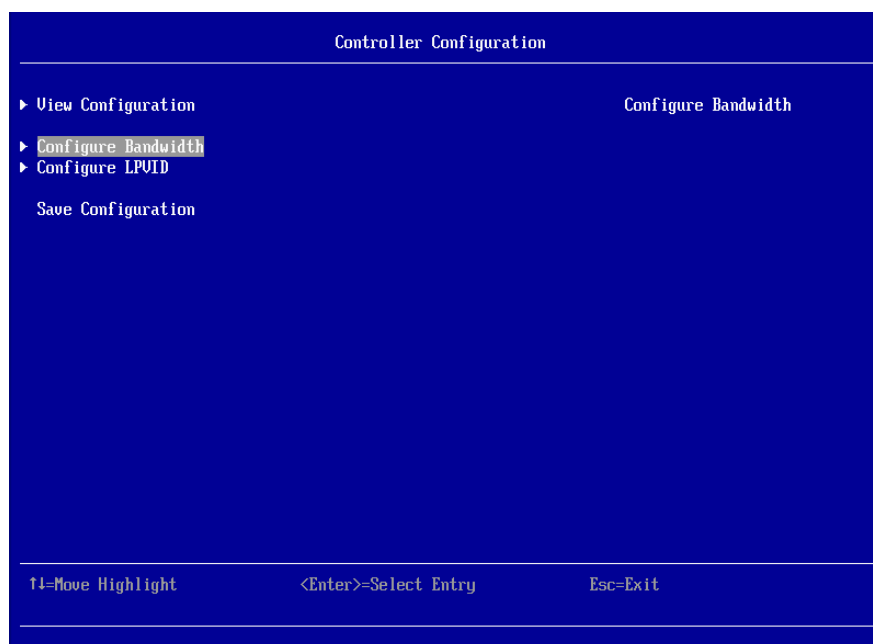 Controller Configuration
View Configuration
Configure Bandwidth
Configure Bandwidth
Configure LPVID
Save Configuration
↑↓=Move Highlight <Enter>=Select Entry Esc=Exit